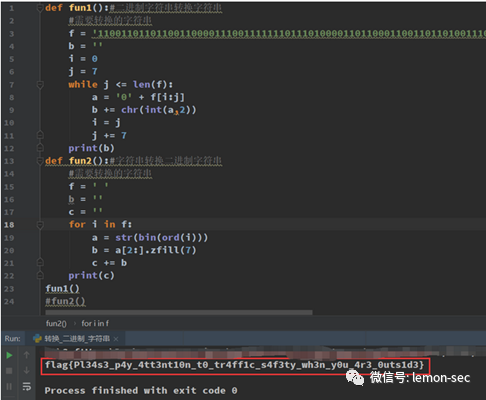 1 def fun1():#二进制字符串转换字符串
2 #需要转换的字符串
3 f = '110011011011001100001110011111110111010000110110001100110110100111
4 b = ''
5 i = 0
6 j = 7
7 while j <= len(f):
8 a = '0' + f[i:j]
9 b += chr(int(a,2))
10 i = j
11 j += 7
12 print(b)
13 def fun2():#字符串转换二进制字符串
14 #需要转换的字符串
15 f = ' '
16 b = ''
17 c = ''
18 for i in f:
19 a = str(bin(ord(i)))
20 b = a[2:].zfill(7)
21 c += b
22 print(c)
23 fun1()
24 #fun2()
fun2() › for i in f
Run: 转换_二进制_字符串 ×
flag{Pl34s3_p4y_4tt3nt10n_t0_tr4ff1c_s4f3ty_wh3n_y0u_4r3_0uts1d3}
Process finished with exit code 0
微信号: lemon-sec